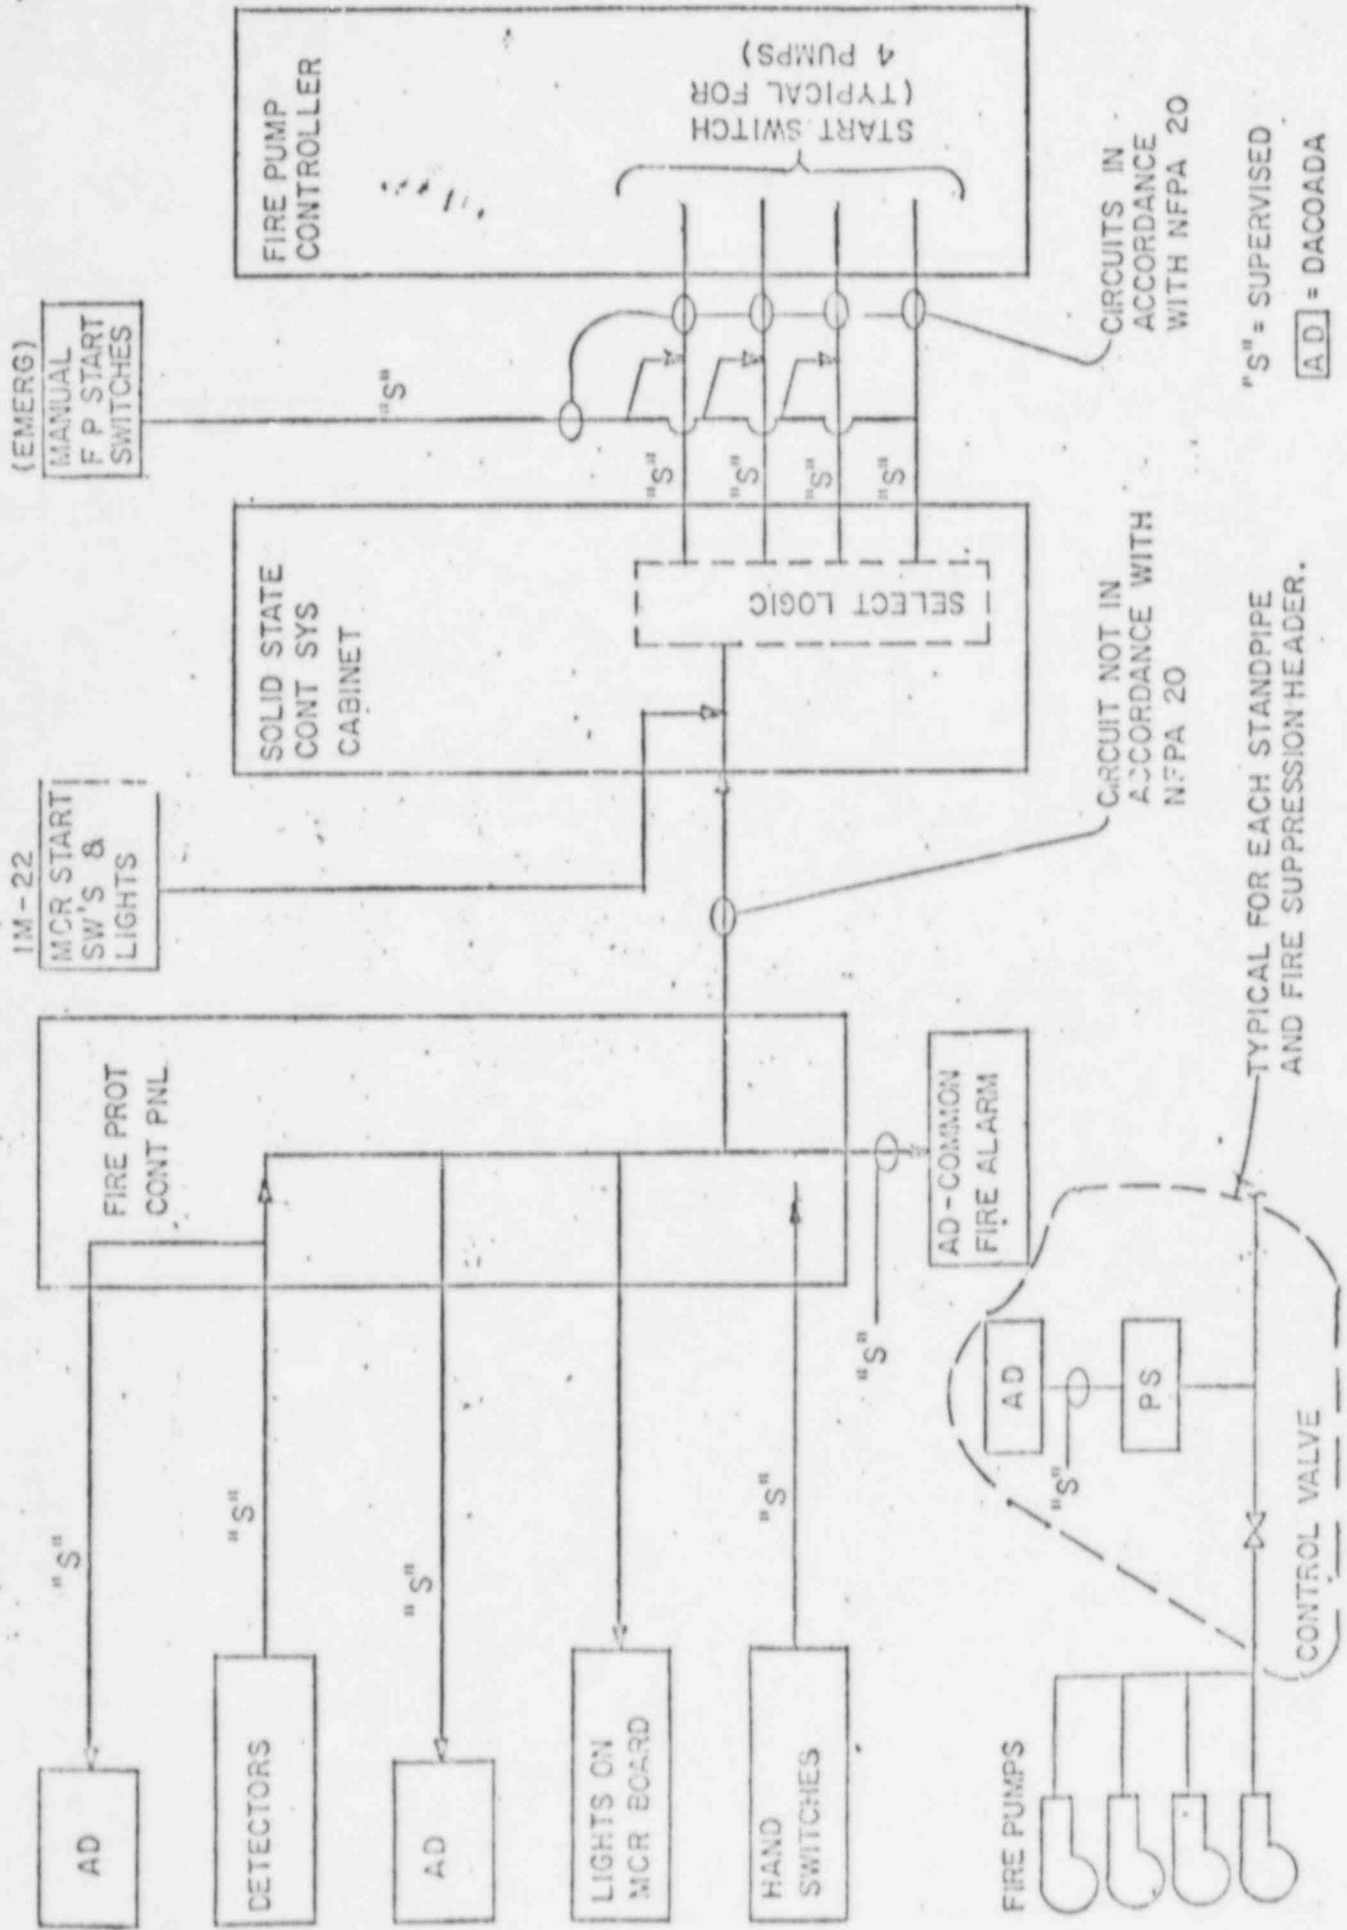 (EMERG)
MANUAL
F P START
SWITCHES
"S"
FIRE PUMP
CONTROLLER
START SWITCH
(TYPICAL FOR
4 PUMPS)
1M-22
MCR START
SW'S &
LIGHTS
SOLID STATE
CONT SYS
CABINET
SELECT LOGIC
"S"
"S"
"S"
"S"
CIRCUITS IN
ACCORDANCE
WITH NFPA 20
FIRE PROT
CONT PNL
CIRCUIT NOT IN
ACCORDANCE WITH
NFPA 20
AD
"S"
DETECTORS
"S"
AD
"S"
LIGHTS ON
MCR BOARD
HAND
SWITCHES
"S"
"S"
AD-COMMON
FIRE ALARM
FIRE PUMPS
CONTROL VALVE
AD
"S"
PS
TYPICAL FOR EACH STANDPIPE
AND FIRE SUPPRESSION HEADER.
"S" = SUPERVISED
AD = DACOADA